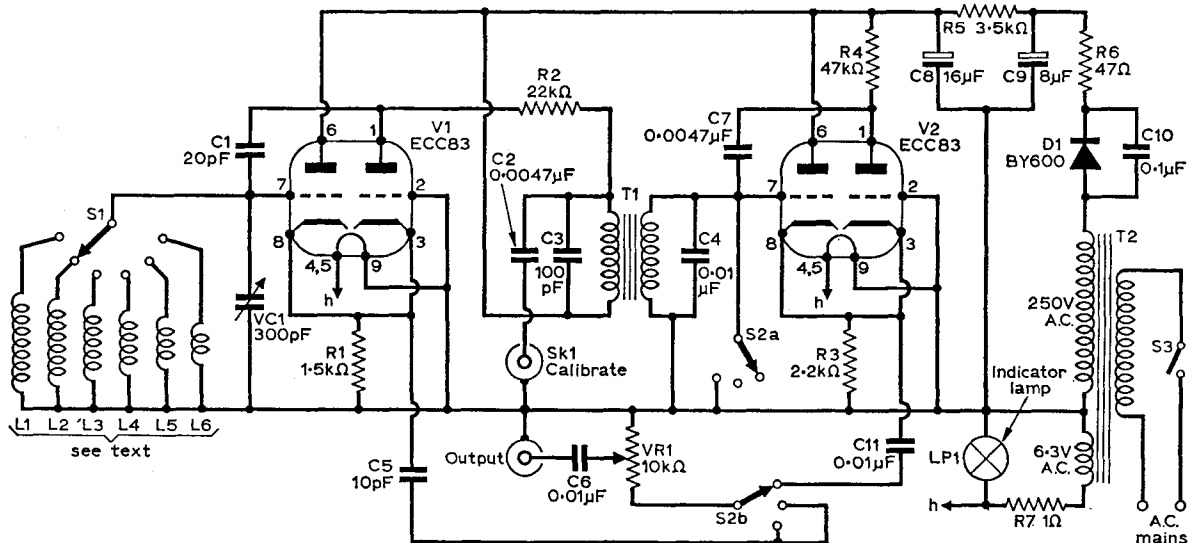 R5 3·5kΩ
R4
47kΩ
C8
16μF
C9
8μF
R6
47Ω
R2
22kΩ
C1
20pF
6
1
V1
ECC83
C7
0·0047μF
6
1
V2
ECC83
D1
BY600
C10
0·1μF
C2
0·0047μF
T1
7
2
7
2
S1
8
3
4,5
9
h
C3
100
pF
C4
0·01
μF
8
3
4,5
9
h
T2
VC1
300pF
R1
1·5kΩ
Sk1
Calibrate
S2a
R3
2·2kΩ
250V
A.C.
S3
Indicator
lamp
L1
L2
L3
L4
L5
L6
see text
C5
10pF
Output
C6
0·01μF
VR1
10kΩ
S2b
C11
0·01μF
LP1
6·3V
A.C.
h
R7 1Ω
A.C.
mains